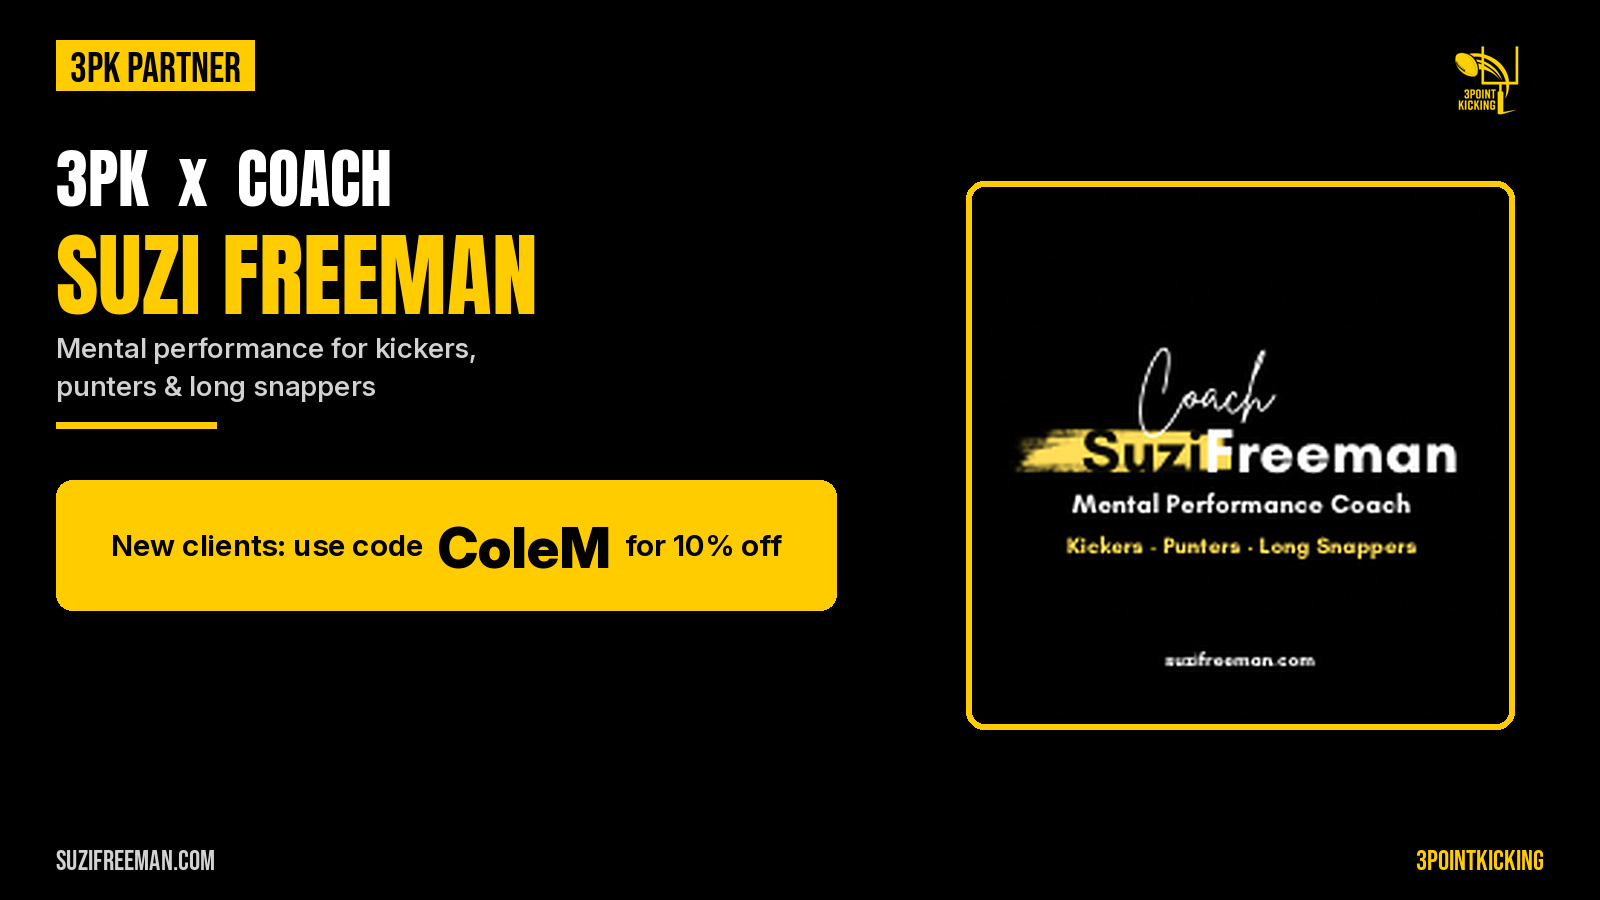 3PK PARTNER
3POINT
KICKING
3PK x COACH
SUZI FREEMAN
Mental performance for kickers,
punters & long snappers
New clients: use code ColeM for 10% off
Coach
SuziFreeman
Mental Performance Coach
Kickers - Punters - Long Snappers
suzifreeman.com
SUZIFREEMAN.COM
3POINTKICKING